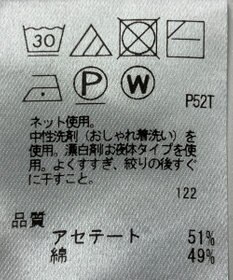 30
P W
P52T
ネット使用。
中性洗剤（おしゃれ着洗い）を
使用。漂白剤は液体タイプを使
用。よくすすぎ、絞りの後すぐ
に干すこと。
122
品質
アセテート 51%
綿 49%